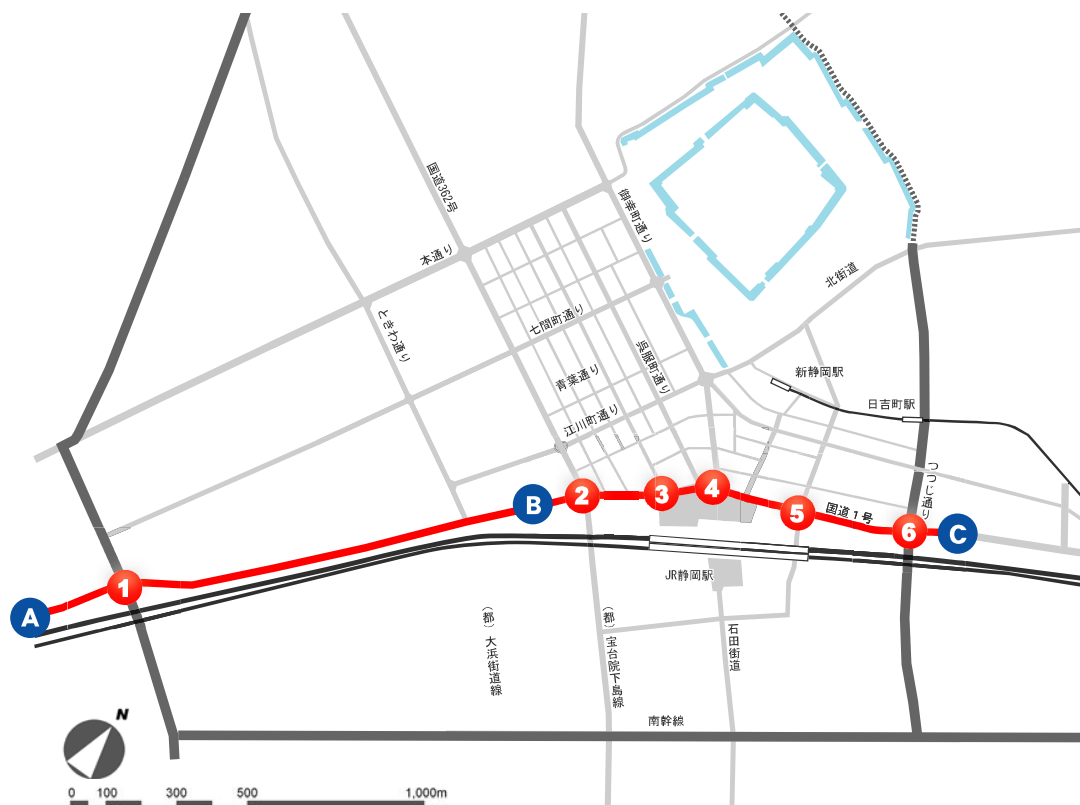 国道362号
御幸町通り
本通り
北街道
ときわ通り
七間町通り
呉服町通り
新静岡駅
青葉通り
日吉町駅
江川町通り
つつじ通り
B
2
3
4
5
国道1号
6
C
1
A
JR静岡駅
(都)大浜街道線
(都)宝台院下島線
石田街道
南幹線
N
0 100 300 500 1,000m